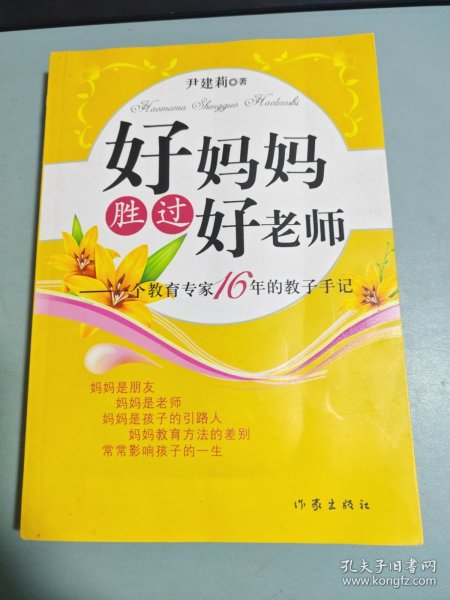 尹建莉◎著
Haomama Shengguo Haolaoshi
好妈妈
胜过
好老师
——一个教育专家16年的教子手记
妈妈是朋友
妈妈是老师
妈妈是孩子的引路人
妈妈教育方法的差别
常常影响孩子的一生
作家出版社
孔夫子旧书网
www.kongfz.com